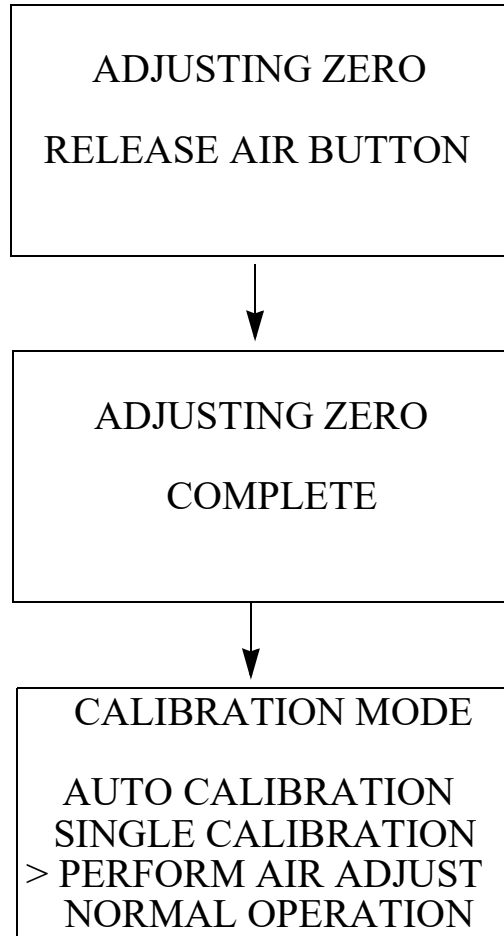 ADJUSTING ZERO
RELEASE AIR BUTTON
ADJUSTING ZERO
COMPLETE
CALIBRATION MODE
AUTO CALIBRATION
SINGLE CALIBRATION
> PERFORM AIR ADJUST
NORMAL OPERATION